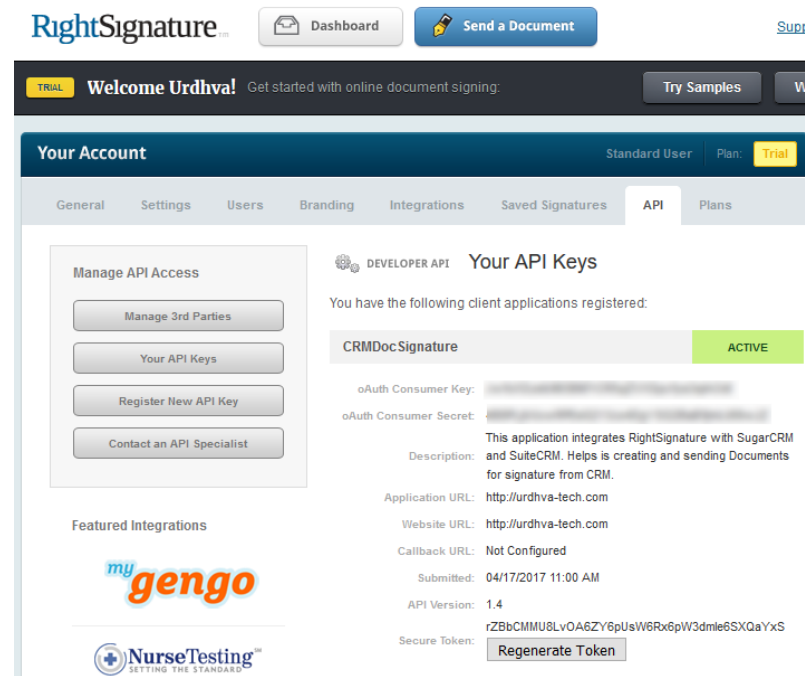 RightSignature
Dashboard
Send a Document
TRIAL Welcome Urdhva! Get started with online document signing:
Try Samples
Your Account
Standard User Plan: Trial
General Settings Users Branding Integrations Saved Signatures API Plans
Manage API Access
Manage 3rd Parties
Your API Keys
Register New API Key
Contact an API Specialist
Featured Integrations
my
gengo
NurseTesting
SETTING THE STANDARD
DEVELOPER API Your API Keys
You have the following client applications registered:
CRMDocSignature ACTIVE
oAuth Consumer Key:
oAuth Consumer Secret:
Description: This application integrates RightSignature with SugarCRM
and SuiteCRM. Helps is creating and sending Documents
for signature from CRM.
Application URL: http://urdhva-tech.com
Website URL: http://urdhva-tech.com
Callback URL: Not Configured
Submitted: 04/17/2017 11:00 AM
API Version: 1.4
Secure Token: rZBbCMMU8LvOA6ZY6pUsW6Rx6pW3dmle6SXQaYxS
Regenerate Token